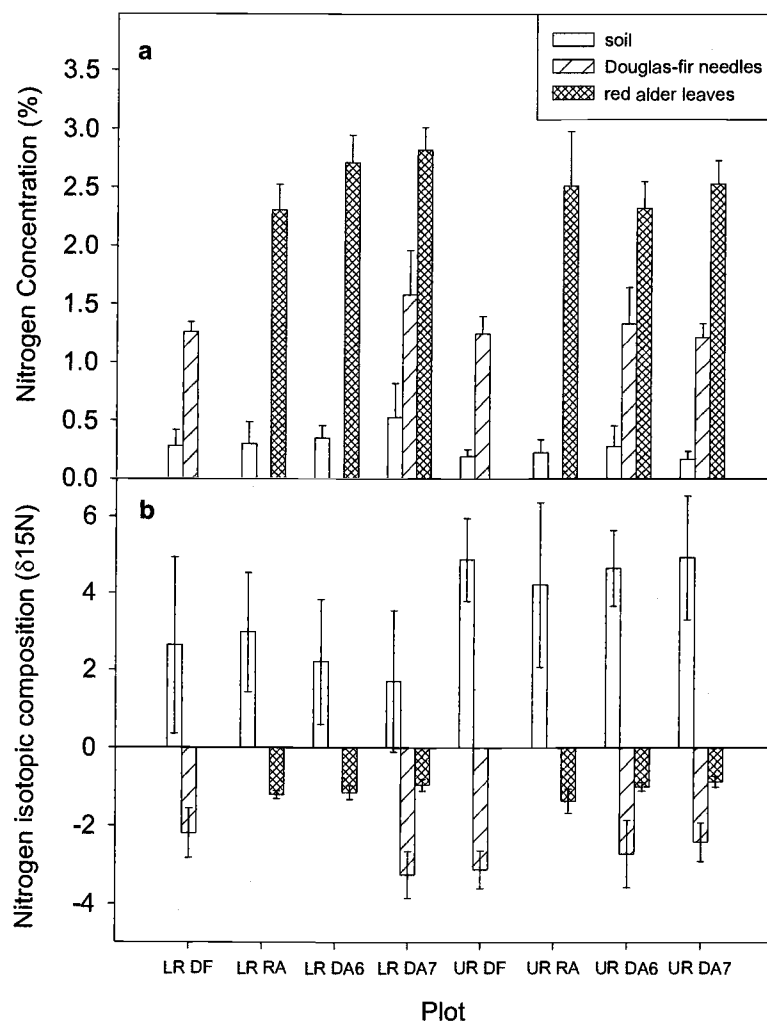 a
soil
Douglas-fir needles
red alder leaves
Nitrogen Concentration (%)
3.5
3.0
2.5
2.0
1.5
1.0
0.5
0.0
b
Nitrogen isotopic composition (δ15N)
6
4
2
0
-2
-4
LR DF LR RA LR DA6 LR DA7 UR DF UR RA UR DA6 UR DA7
Plot